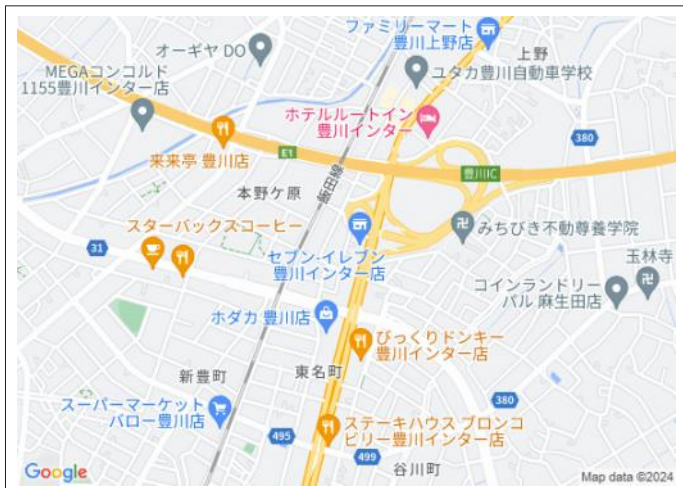 ファミリーマート
豊川上野店
上野
オーギヤ DO
ユタカ豊川自動車学校
MEGAコンコルド
1155豊川インター店
ホテルルートイン
豊川インター
380
E1
来来亭 豊川店
豊川IC
飯田線
本野ケ原
スターバックス コーヒー
みちびき不動尊養学院
31
セブン-イレブン
豊川インター店
玉林寺
コインランドリー
パル 麻生田店
ホダカ 豊川店
びっくりドンキー
豊川インター店
新豊町
東名町
380
スーパーマーケット
バロー豊川店
ステーキハウス ブロンコ
ビリー豊川インター店
495
499
谷川町
Google
Map data ©2024